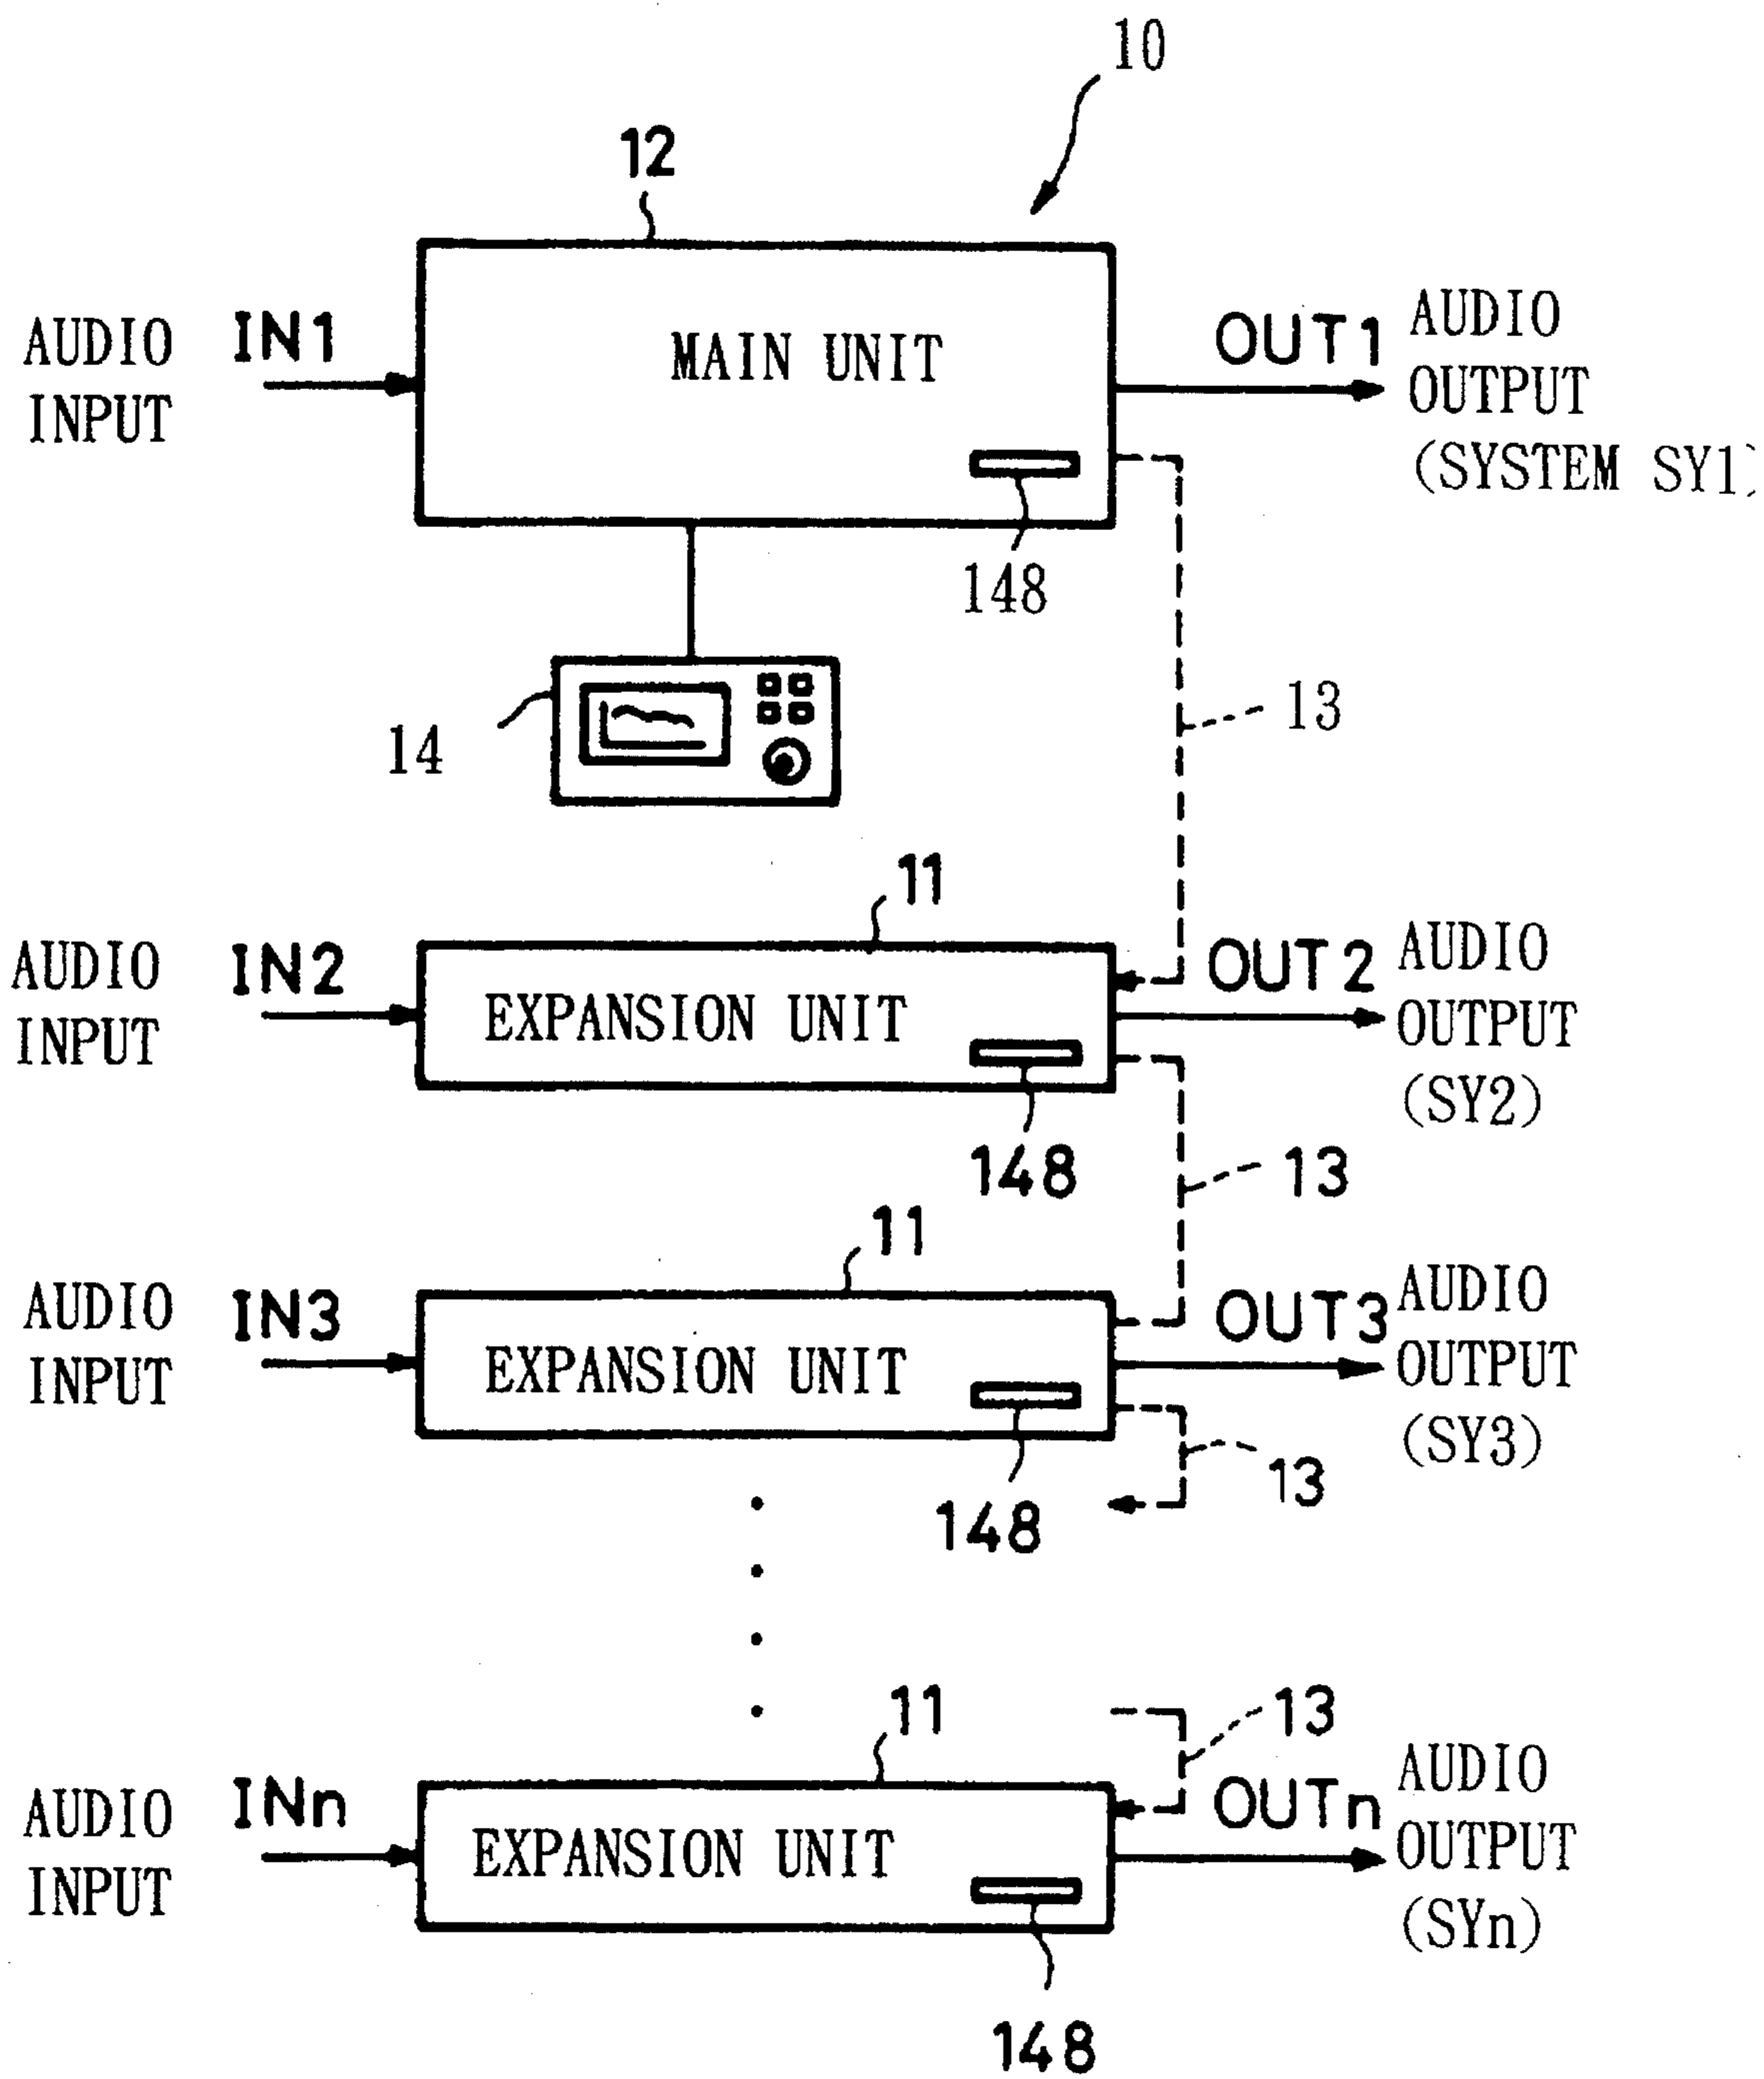 10
12
AUDIO INPUT
IN1
MAIN UNIT
OUT1
AUDIO OUTPUT (SYSTEM SY1)
148
13
14
11
AUDIO INPUT
IN2
EXPANSION UNIT
OUT2
AUDIO OUTPUT (SY2)
148
13
11
AUDIO INPUT
IN3
EXPANSION UNIT
OUT3
AUDIO OUTPUT (SY3)
148
13
11
13
AUDIO INPUT
INn
EXPANSION UNIT
OUTn
AUDIO OUTPUT (SYn)
148